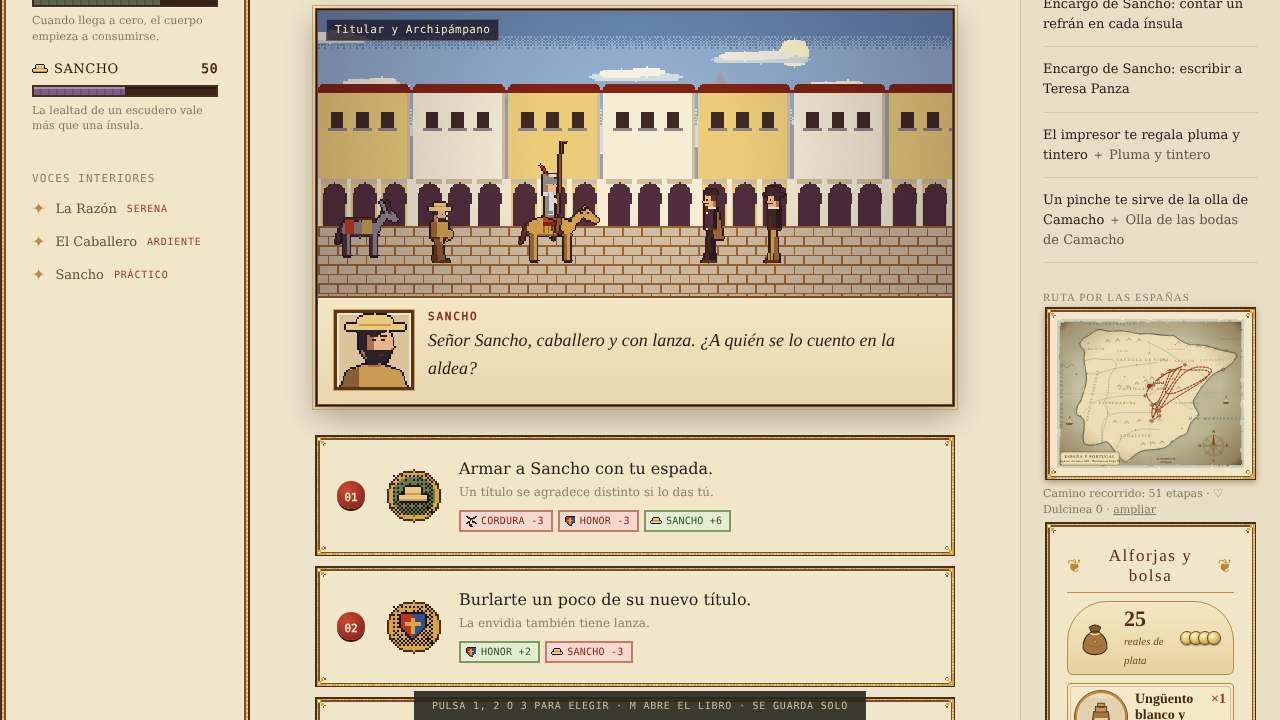 Cuando llega a cero, el cuerpo
empieza a consumirse.
SANCHO 50
La lealtad de un escudero vale
más que una ínsula.
VOCES INTERIORES
La Razón SERENA
El Caballero ARDIENTE
Sancho PRÁCTICO
Titular y Archipámpano
SANCHO
Señor Sancho, caballero y con lanza. ¿A quién se lo cuento en la
aldea?
01
Armar a Sancho con tu espada.
Un título se agradece distinto si lo das tú.
CORDURA -3 HONOR -3 SANCHO +6
02
Burlarte un poco de su nuevo título.
La envidia también tiene lanza.
HONOR +2 SANCHO -3
PULSA 1, 2 O 3 PARA ELEGIR · M ABRE EL LIBRO · SE GUARDA SOLO
Encargo de Sancho: contar un
refrán en cada ínsula
Encargo de Sancho: escribir a
Teresa Panza
El impresor te regala pluma y
tintero + Pluma y tintero
Un pinche te sirve de la olla de
Camacho + Olla de las bodas
de Camacho
RUTA POR LAS ESPAÑAS
ESPAÑA Y PORTUGAL
Camino recorrido: 51 etapas · ♡
Dulcinea 0 · ampliar
Alforjas y
bolsa
25
reales de
plata
Ungüento ×1
blanco y